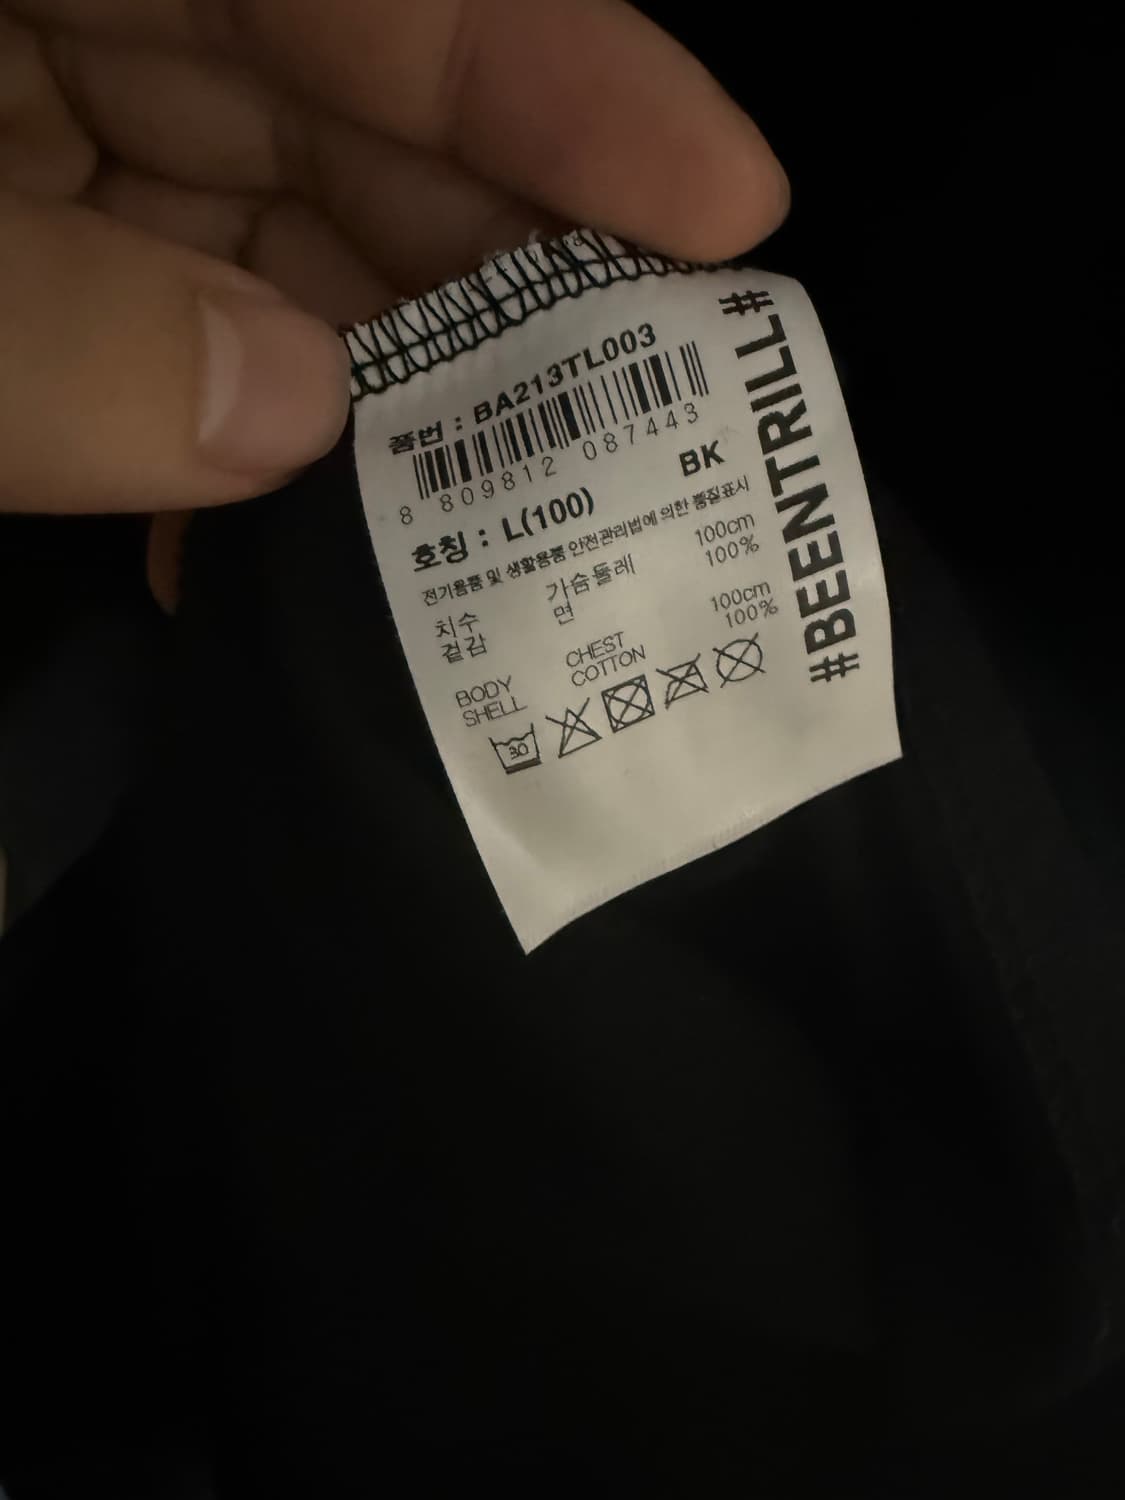 품번 : BA213TL003
8 809812 087443
BK
호칭 : L(100)
전기용품 및 생활용품 안전관리법에 의한 품질표시
치수 가슴둘레 100cm
겉감 면 100%
BODY CHEST 100cm
SHELL COTTON 100%
30
#BEENTRILL#